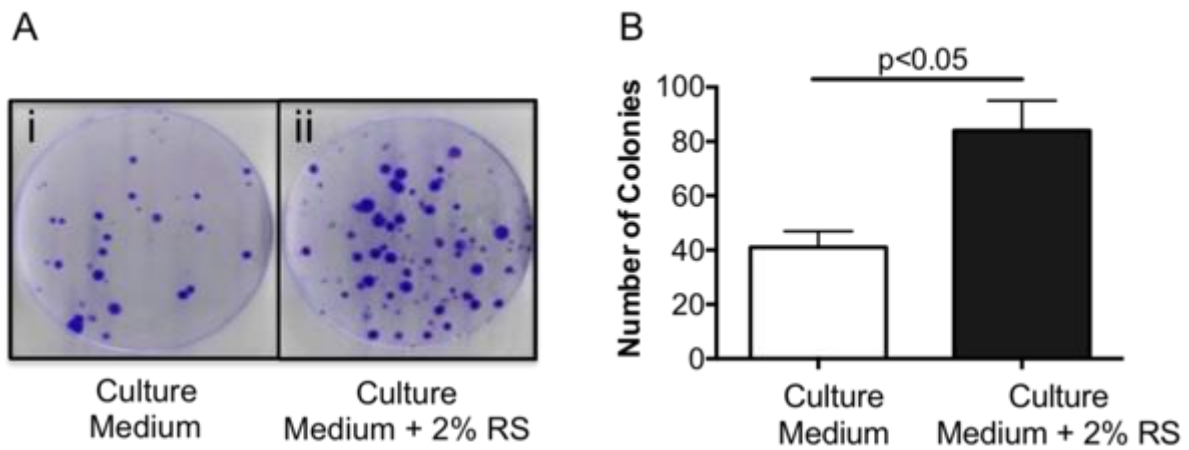 A
i
ii
Culture
Medium
Culture
Medium + 2% RS
B
p<0.05
Number of Colonies
100
80
60
40
20
0
Culture
Medium
Culture
Medium + 2% RS